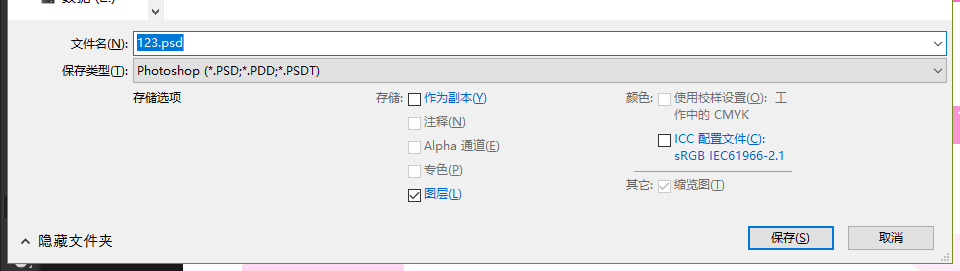 文件名(N):
123.psd
保存类型(T):
Photoshop (*.PSD;*.PDD;*.PSDT)
存储选项
存储:
作为副本(Y)
注释(N)
Alpha 通道(E)
专色(P)
图层(L)
颜色:
使用校样设置(O): 工
作中的 CMYK
ICC 配置文件(C):
sRGB IEC61966-2.1
其它:
缩览图(T)
隐藏文件夹
保存(S)
取消